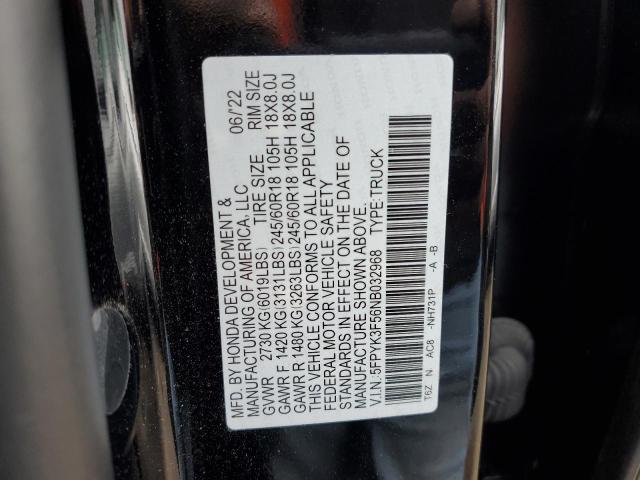 MFD. BY HONDA DEVELOPMENT & 06/'22
MANUFACTURING OF AMERICA, LLC
GVWR 2730 KG (6019LBS) TIRE SIZE RIM SIZE
GAWR F 1420 KG (3131LBS) 245/60R18 105H 18X8.0J
GAWR R 1480 KG (3263LBS) 245/60R18 105H 18X8.0J
THIS VEHICLE CONFORMS TO ALL APPLICABLE
FEDERAL MOTOR VEHICLE SAFETY
STANDARDS IN EFFECT ON THE DATE OF
MANUFACTURE SHOWN ABOVE.
V.I.N. :5FPYK3F56NB032968 TYPE: TRUCK
T6Z N AC8 -NH731P -A -B